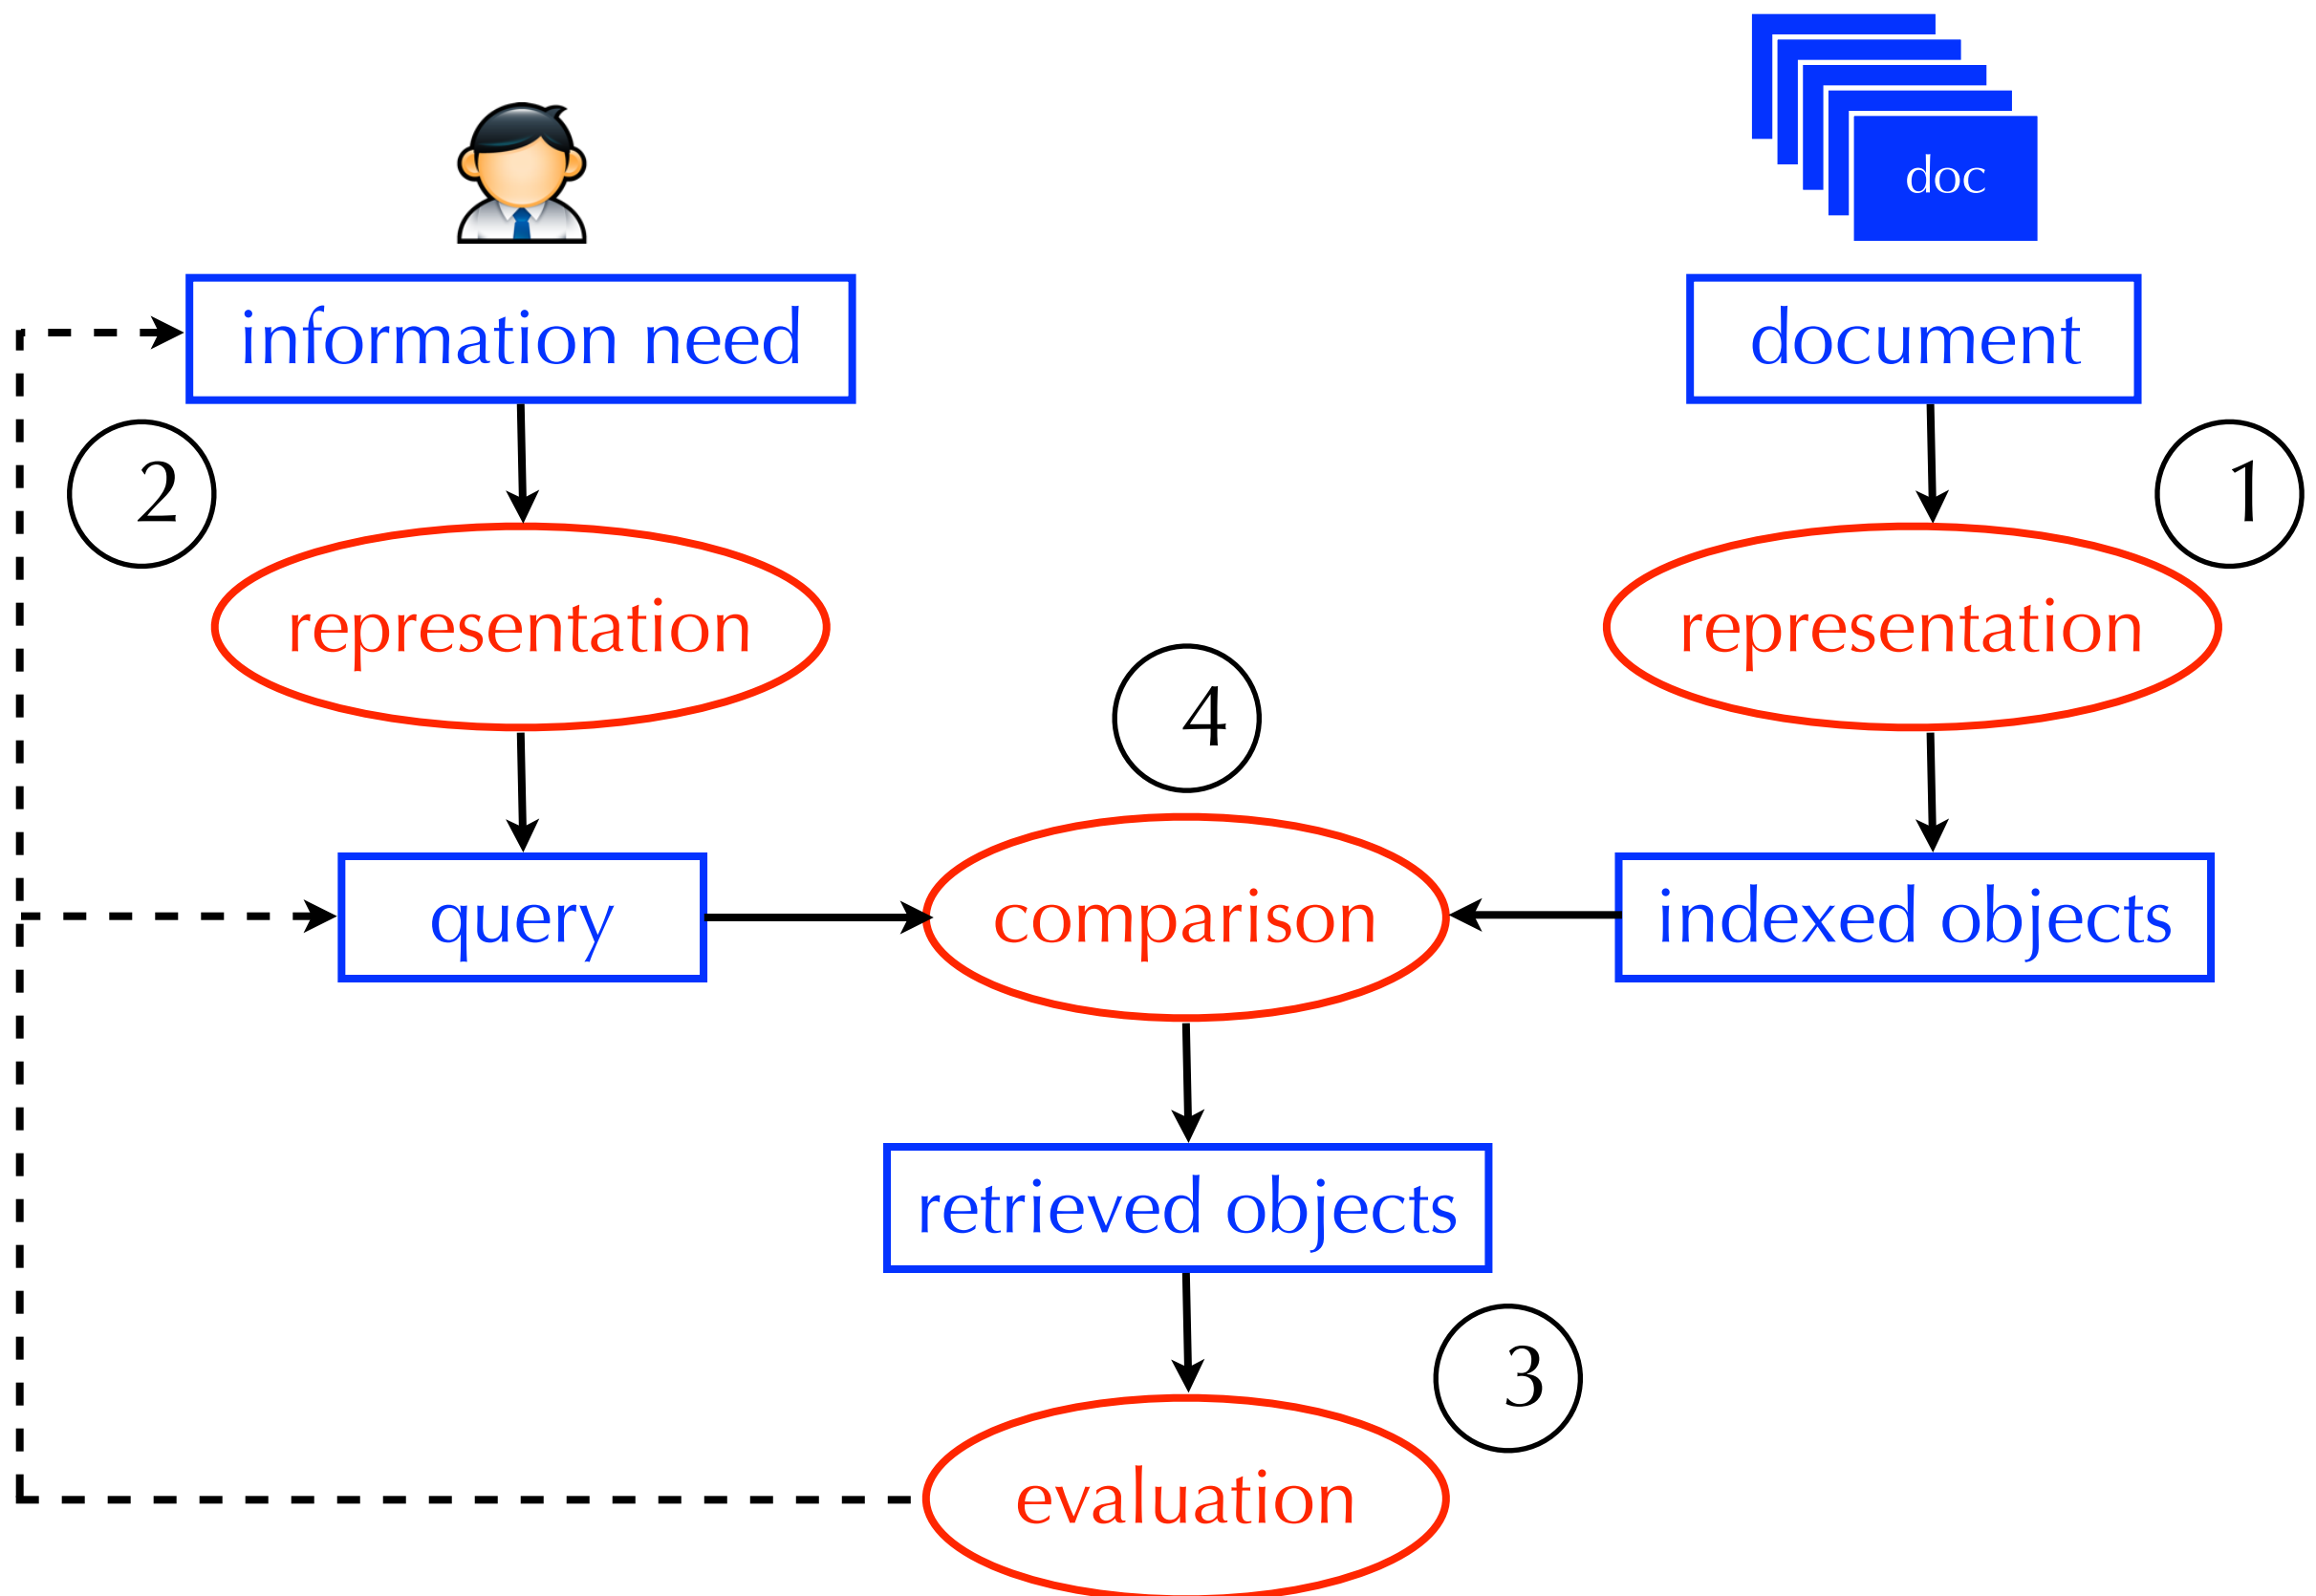 doc
information need
document
2
1
representation
representation
4
query
comparison
indexed objects
retrieved objects
3
evaluation